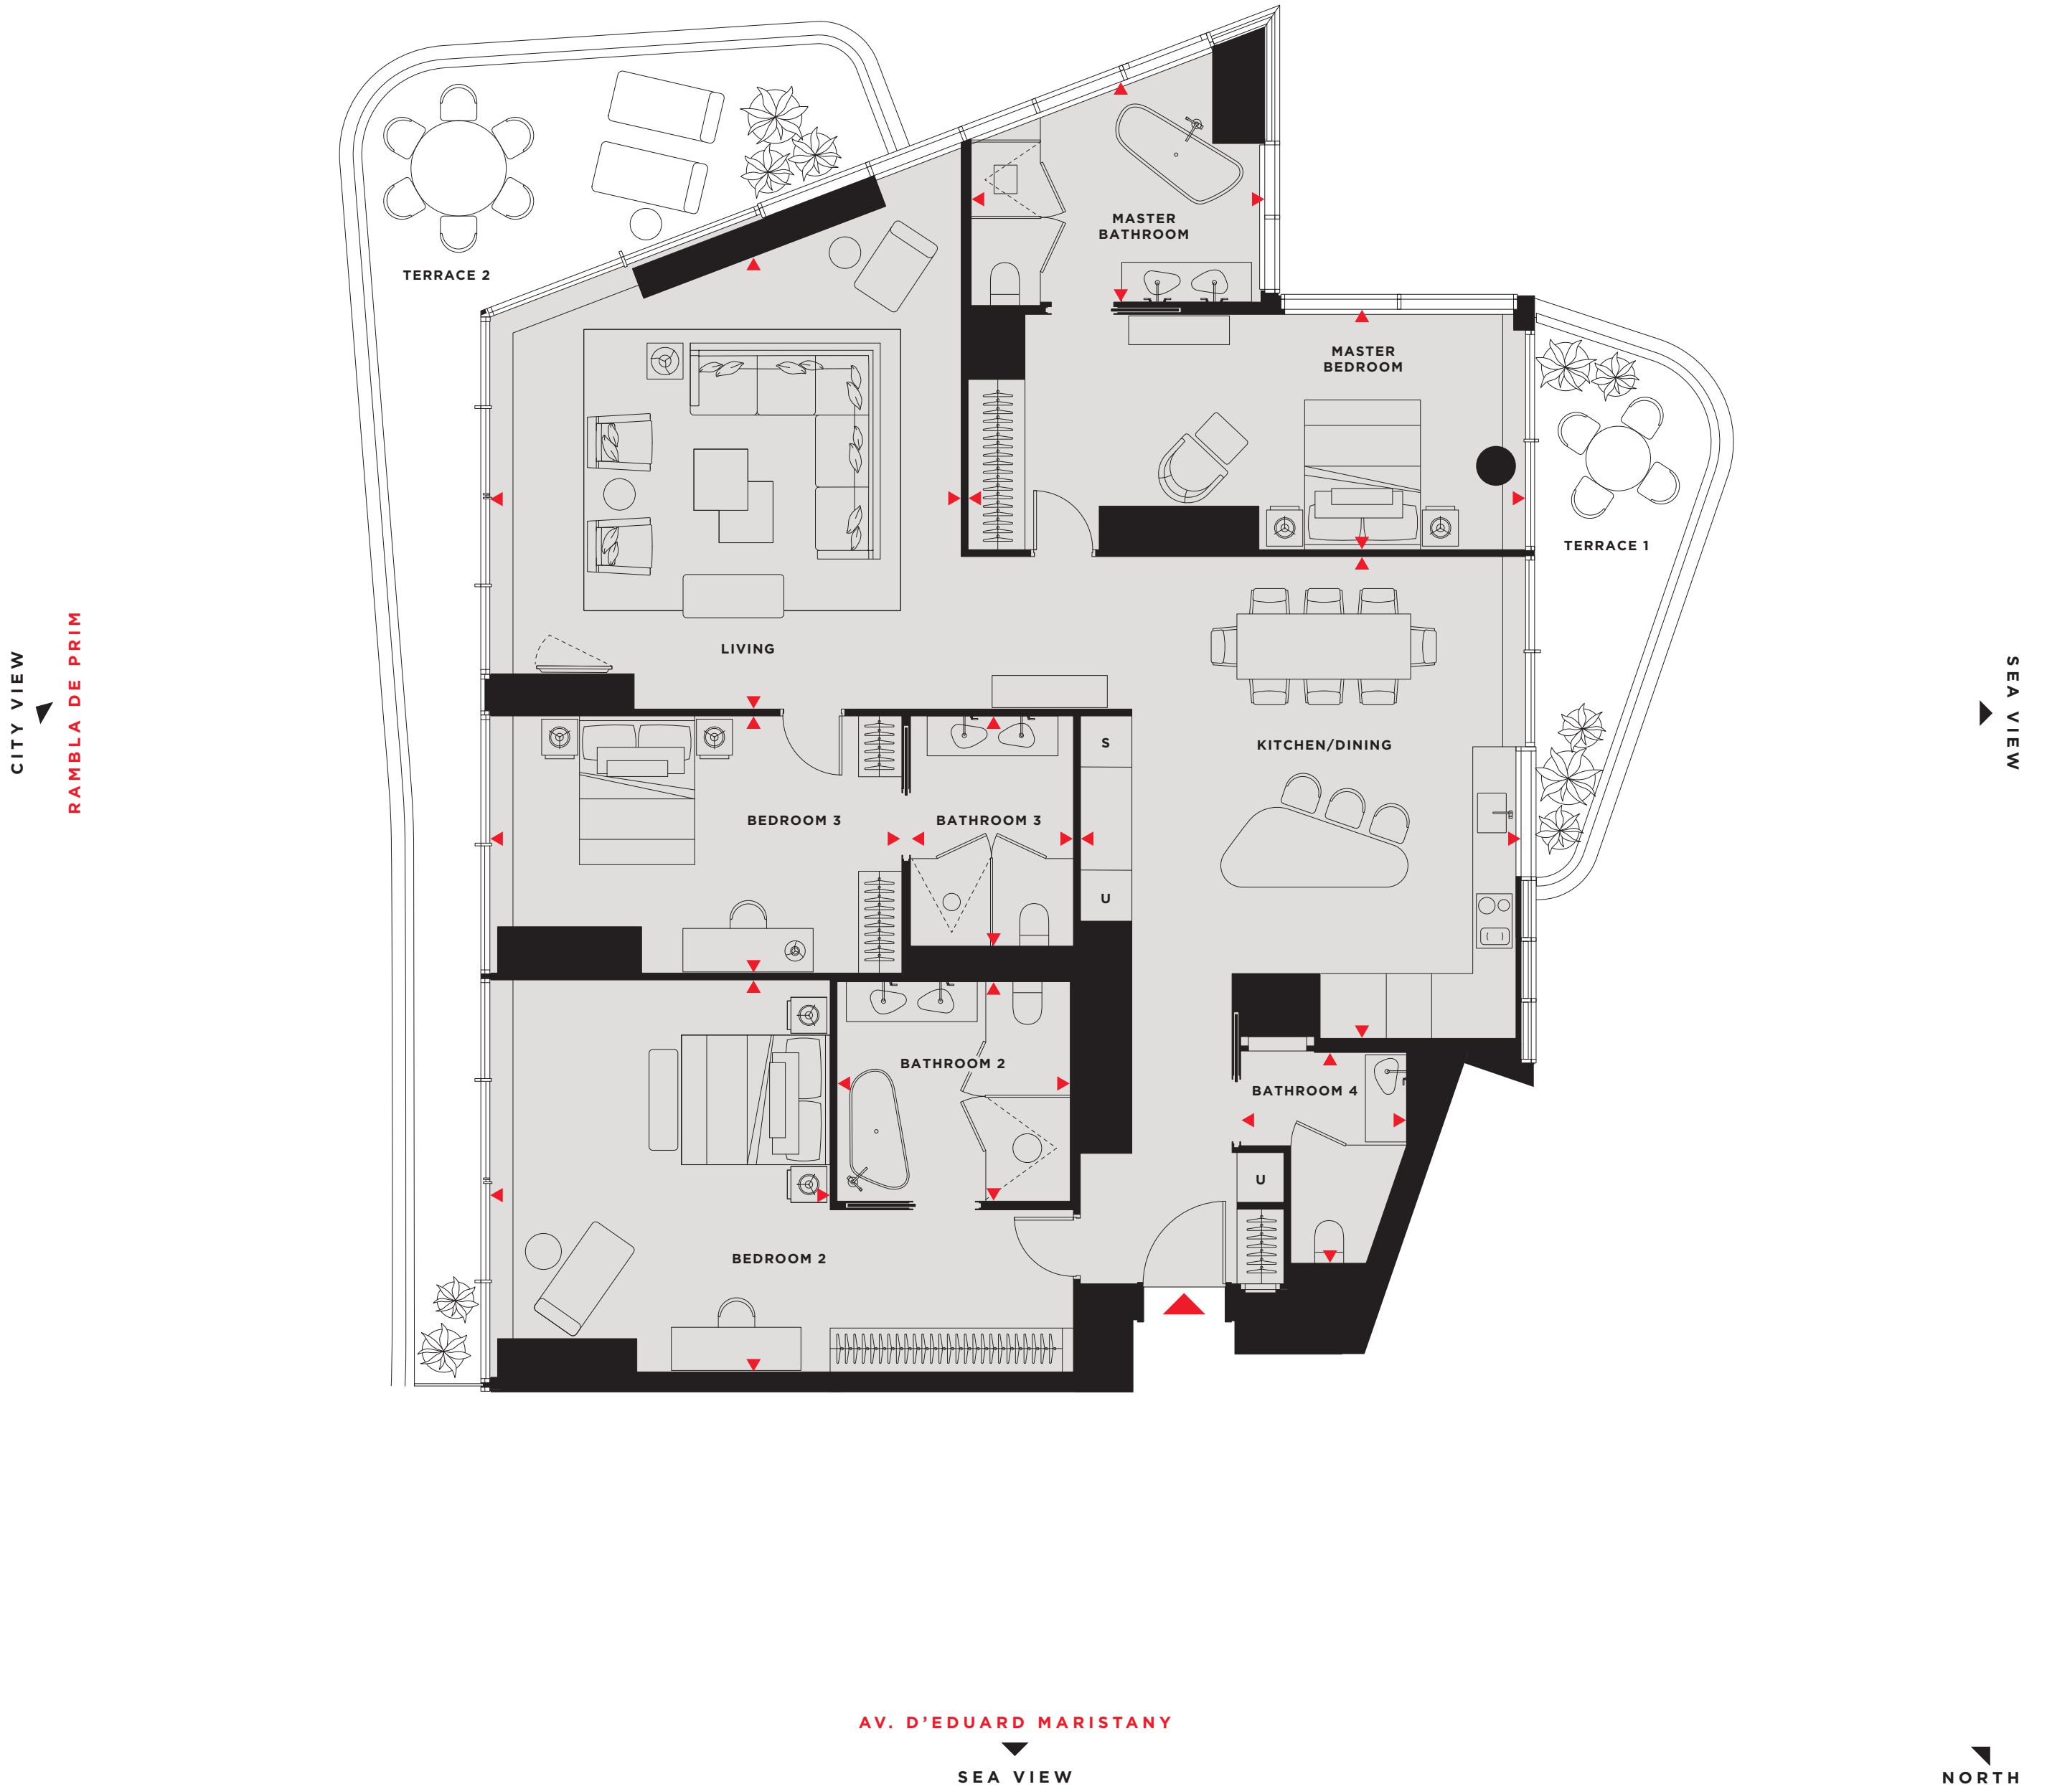 MASTER
BATHROOM
TERRACE 2
MASTER
BEDROOM
TERRACE 1
LIVING
CITY VIEW
RAMBLA DE PRIM
SEA VIEW
S
KITCHEN/DINING
BEDROOM 3
BATHROOM 3
U
BATHROOM 2
BATHROOM 4
U
BEDROOM 2
AV. D’EDUARD MARISTANY
SEA VIEW
NORTH